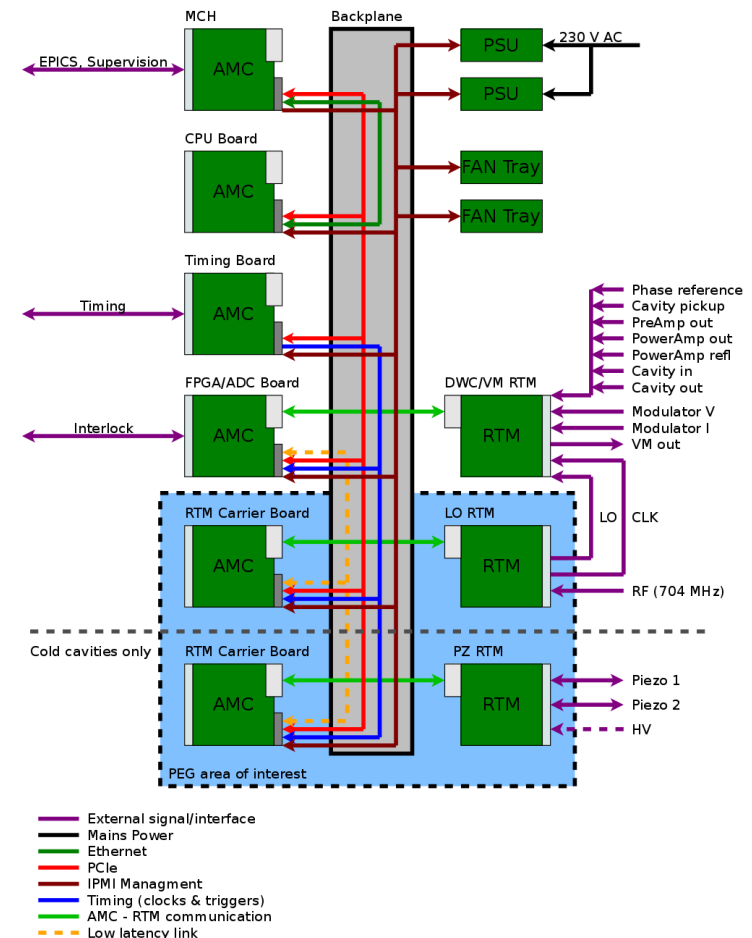 MCH
Backplane
EPICS, Supervision
AMC
PSU
230 V AC
PSU
CPU Board
AMC
FAN Tray
FAN Tray
Timing Board
Timing
AMC
Phase reference
Cavity pickup
PreAmp out
PowerAmp out
PowerAmp refl
Cavity in
Cavity out
FPGA/ADC Board
DWC/VM RTM
Interlock
AMC
RTM
Modulator V
Modulator I
VM out
RTM Carrier Board
LO RTM
LO
CLK
AMC
RTM
RF (704 MHz)
Cold cavities only
RTM Carrier Board
PZ RTM
AMC
RTM
Piezo 1
Piezo 2
HV
PEG area of interest
External signal/interface
Mains Power
Ethernet
PCIe
IPMI Managment
Timing (clocks & triggers)
AMC - RTM communication
Low latency link